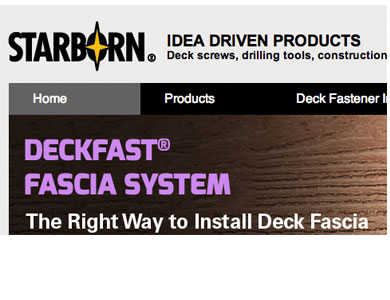 STARBORN®
IDEA DRIVEN PRODUCTS
Deck screws, drilling tools, construction
Home Products Deck Fastener
DECKFAST®
FASCIA SYSTEM
The Right Way to Install Deck Fascia